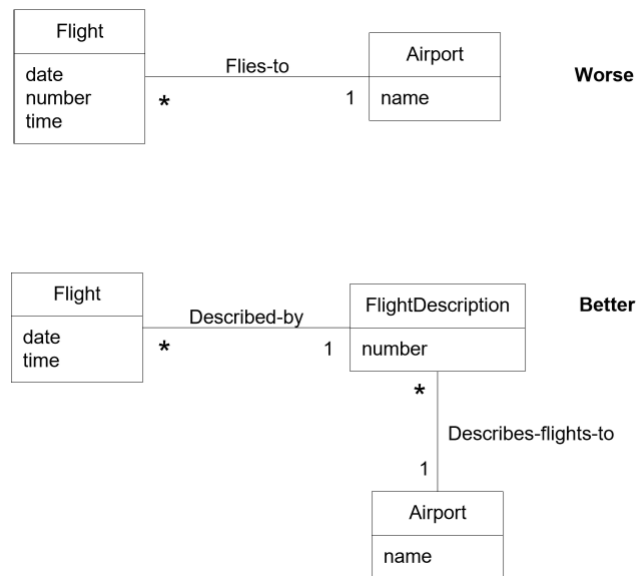 Flight
date
number
time
Flies-to
*
1
Airport
name
Worse
Flight
date
time
Described-by
*
1
FlightDescription
number
Better
*
Describes-flights-to
1
Airport
name